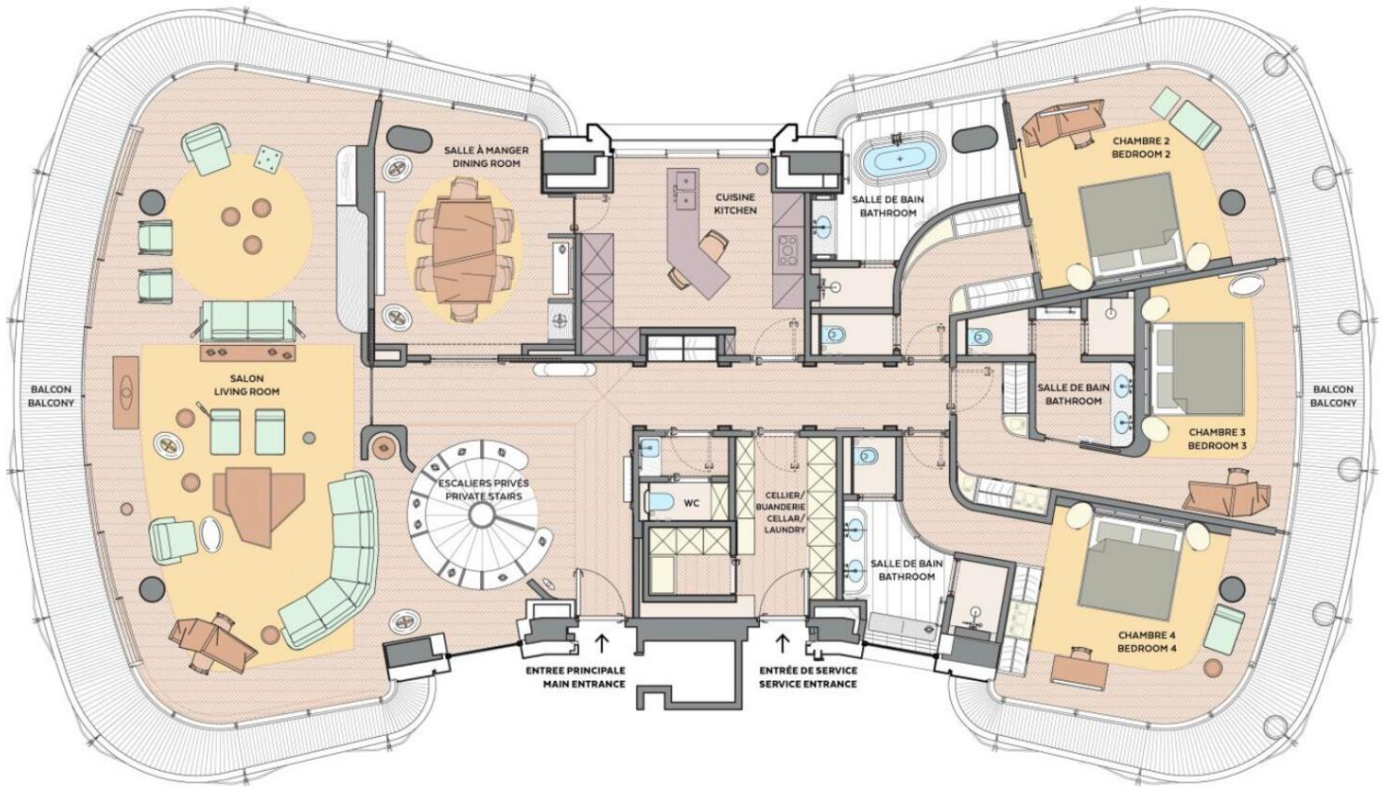 SALLE À MANGER
DINING ROOM
CUISINE
KITCHEN
SALLE DE BAIN
BATHROOM
CHAMBRE 2
BEDROOM 2
BALCON
BALCONY
SALON
LIVING ROOM
SALLE DE BAIN
BATHROOM
CHAMBRE 3
BEDROOM 3
BALCON
BALCONY
ESCALIERS PRIVÉS
PRIVATE STAIRS
WC
CELLIER/
BUANDERIE
CELLAR/
LAUNDRY
SALLE DE BAIN
BATHROOM
CHAMBRE 4
BEDROOM 4
ENTREE PRINCIPALE
MAIN ENTRANCE
ENTRÉE DE SERVICE
SERVICE ENTRANCE